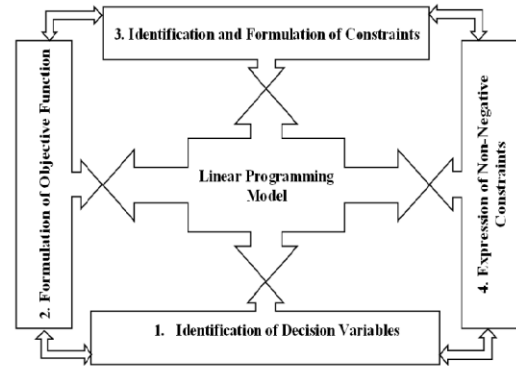 3. Identification and Formulation of Constraints
2. Formulation of Objective Function
Linear Programming
Model
4. Expression of Non-Negative
Constraints
1. Identification of Decision Variables